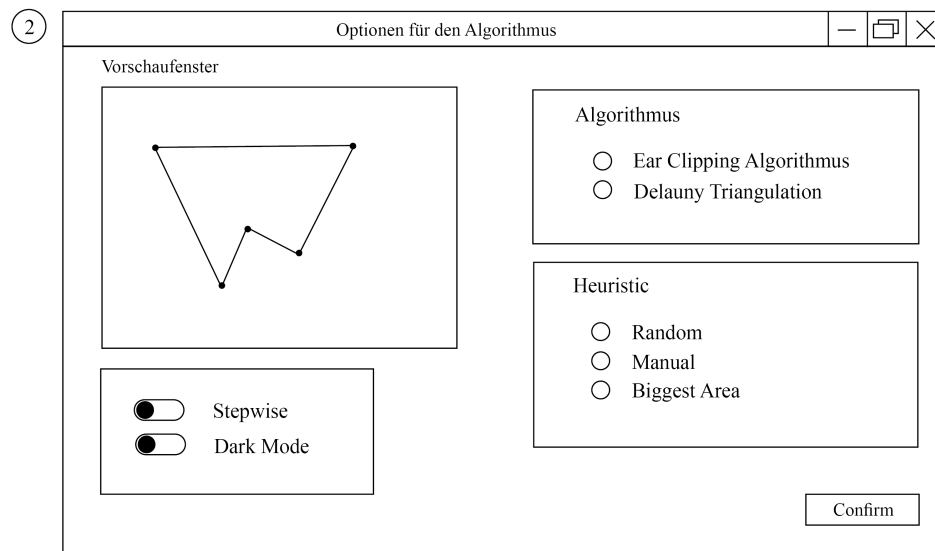 2
Optionen für den Algorithmus
Vorschaufenster
Algorithmus
Ear Clipping Algorithmus
Delauny Triangulation
Heuristic
Random
Manual
Biggest Area
Stepwise
Dark Mode
Confirm